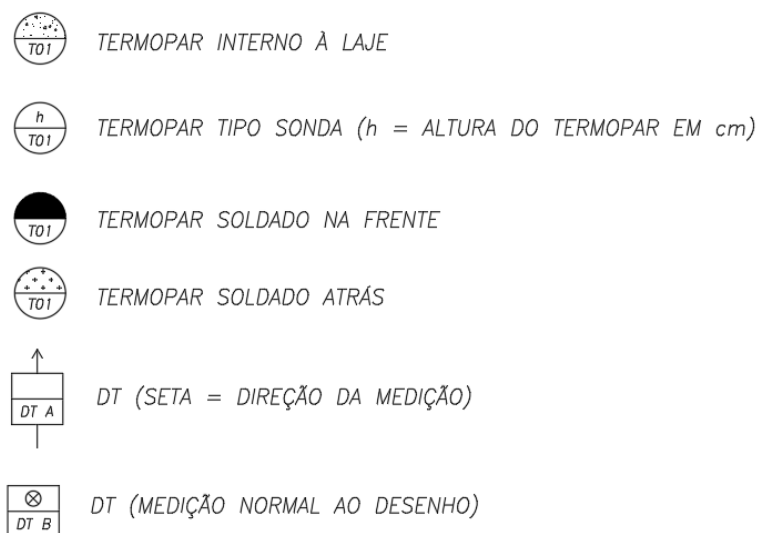 T01 TERMOPAR INTERNO À LAJE
h
T01 TERMOPAR TIPO SONDA (h = ALTURA DO TERMOPAR EM cm)
T01 TERMOPAR SOLDADO NA FRENTE
T01 TERMOPAR SOLDADO ATRÁS
DT A DT (SETA = DIREÇÃO DA MEDIÇÃO)
DT B DT (MEDIÇÃO NORMAL AO DESENHO)